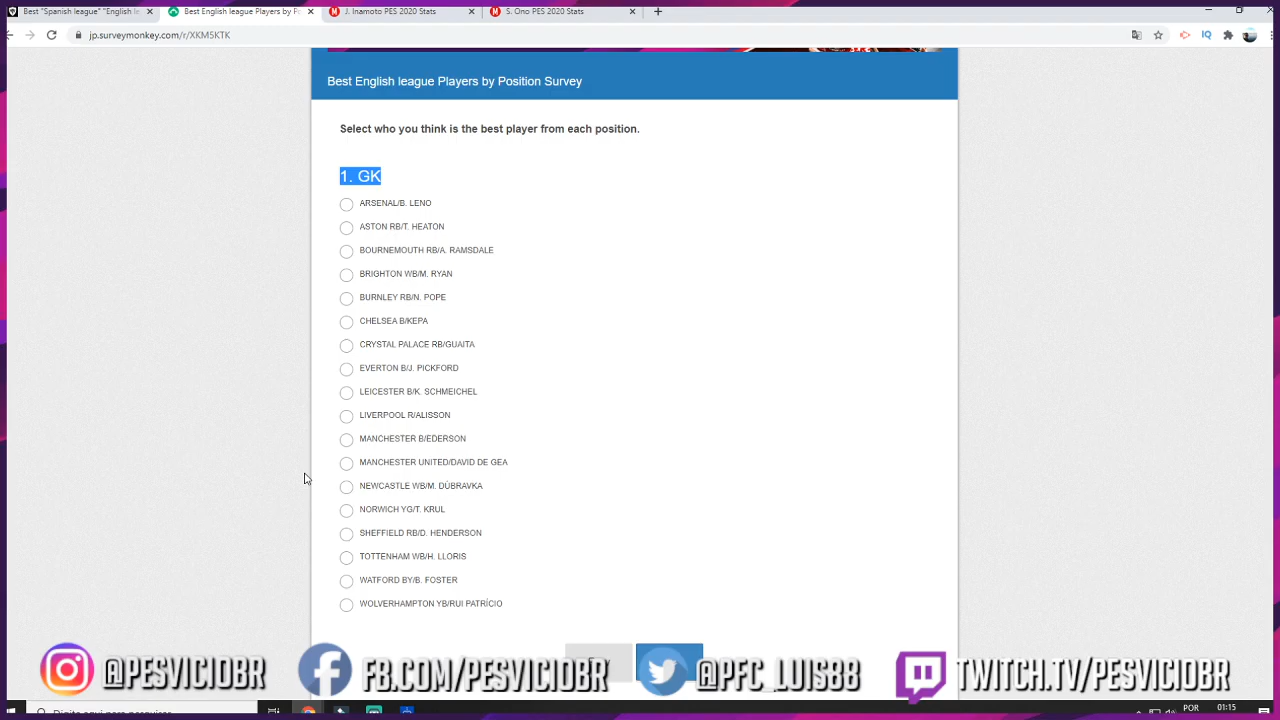 Best "Spanish league" "English le
Best English league Players by Po
J. Inamoto PES 2020 Stats
S. Ono PES 2020 Stats
jp.surveymonkey.com/r/XKM5KTK
Best English league Players by Position Survey
Select who you think is the best player from each position.
1. GK
ARSENAL/B. LENO
ASTON RB/T. HEATON
BOURNEMOUTH RB/A. RAMSDALE
BRIGHTON WB/M. RYAN
BURNLEY RB/N. POPE
CHELSEA B/KEPA
CRYSTAL PALACE RB/GUAITA
EVERTON B/J. PICKFORD
LEICESTER B/K. SCHMEICHEL
LIVERPOOL R/ALISSON
MANCHESTER B/EDERSON
MANCHESTER UNITED/DAVID DE GEA
NEWCASTLE WB/M. DÚBRAVKA
NORWICH YG/T. KRUL
SHEFFIELD RB/D. HENDERSON
TOTTENHAM WB/H. LLORIS
WATFORD BY/B. FOSTER
WOLVERHAMPTON YB/RUI PATRÍCIO
@PESVICIOBR
FB.COM/PESVICIOBR
@PFC_LUIS88
TWITCH.TV/PESVICIOBR
Digite aqui para pesquisar
POR
01:15